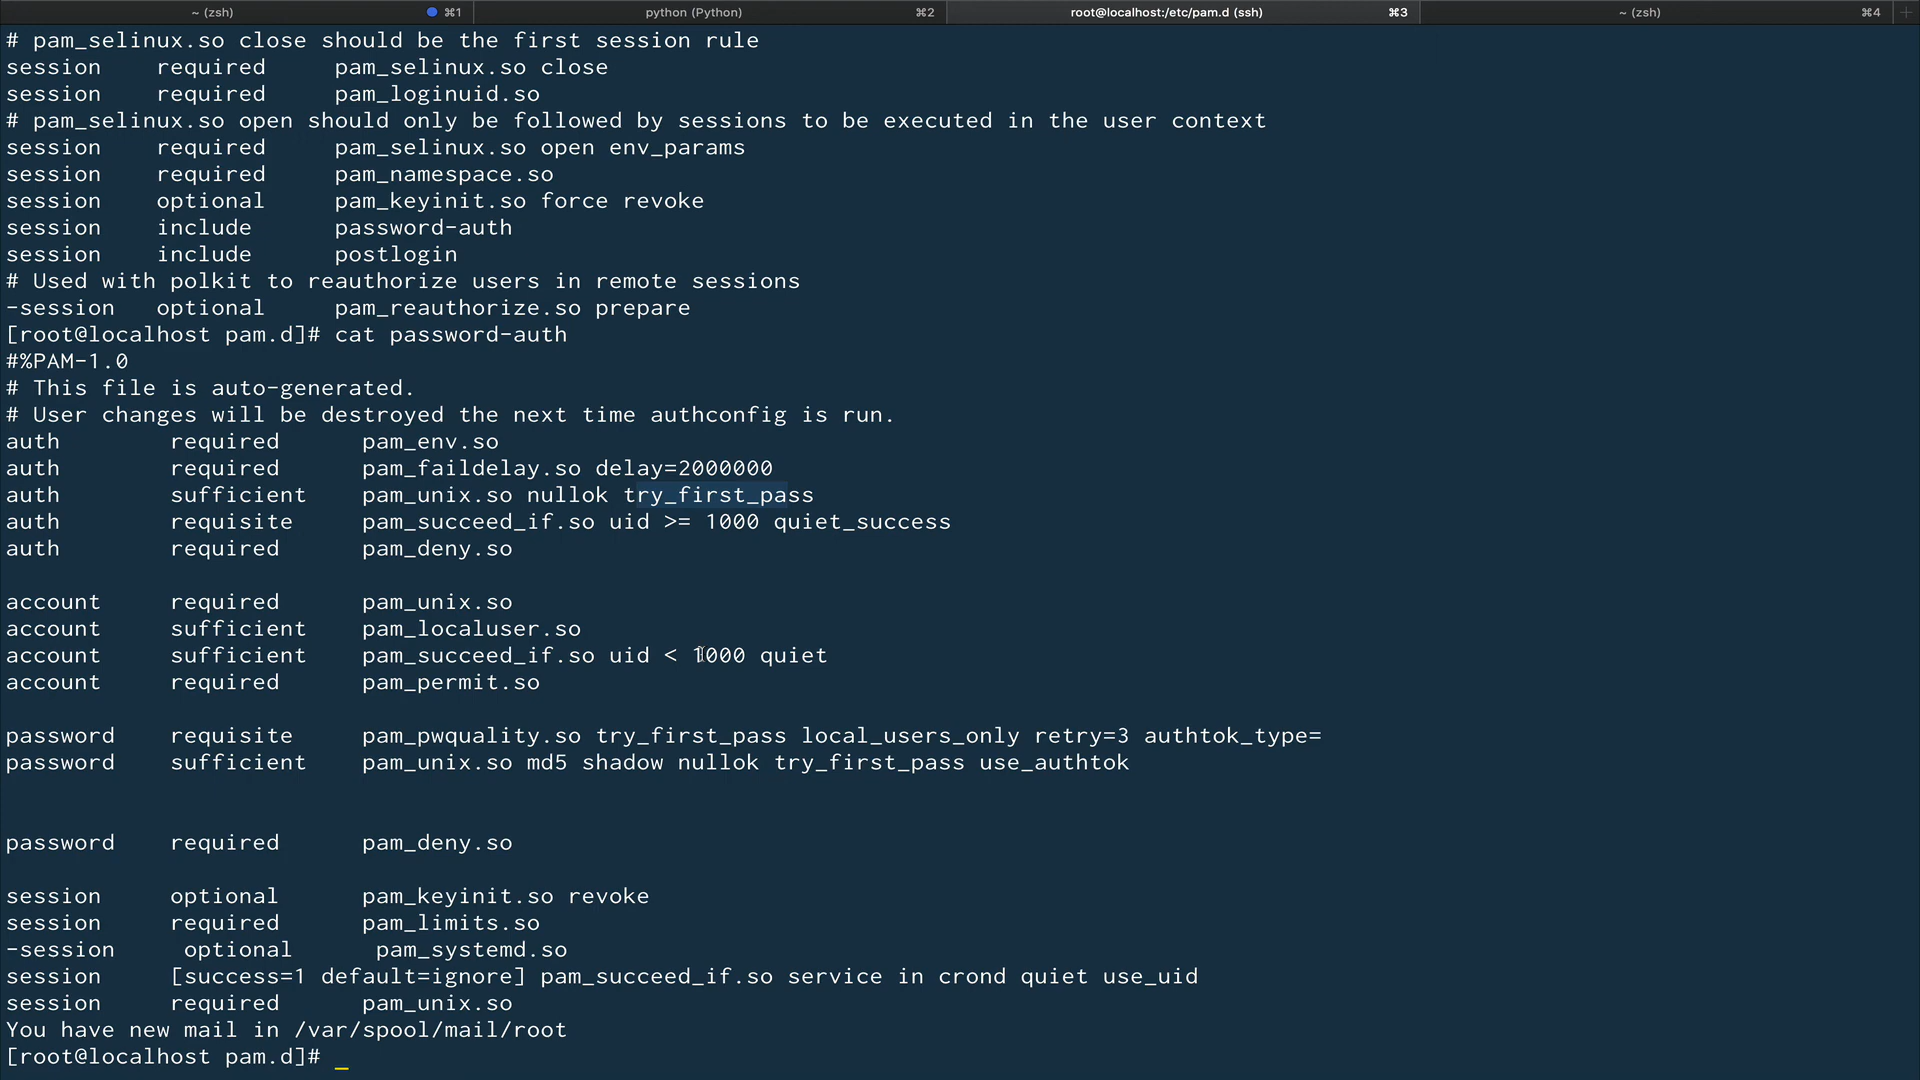 ~ (zsh) ⌘1 python (Python) ⌘2 root@localhost:/etc/pam.d (ssh) ⌘3 ~ (zsh) ⌘4
# pam_selinux.so close should be the first session rule
session    required     pam_selinux.so close
session    required     pam_loginuid.so
# pam_selinux.so open should only be followed by sessions to be executed in the user context
session    required     pam_selinux.so open env_params
session    required     pam_namespace.so
session    optional     pam_keyinit.so force revoke
session    include      password-auth
session    include      postlogin
# Used with polkit to reauthorize users in remote sessions
-session   optional     pam_reauthorize.so prepare
[root@localhost pam.d]# cat password-auth
#%PAM-1.0
# This file is auto-generated.
# User changes will be destroyed the next time authconfig is run.
auth        required      pam_env.so
auth        required      pam_faildelay.so delay=2000000
auth        sufficient    pam_unix.so nullok try_first_pass
auth        requisite     pam_succeed_if.so uid >= 1000 quiet_success
auth        required      pam_deny.so
account     required      pam_unix.so
account     sufficient    pam_localuser.so
account     sufficient    pam_succeed_if.so uid < 1000 quiet
account     required      pam_permit.so
password    requisite     pam_pwquality.so try_first_pass local_users_only retry=3 authtok_type=
password    sufficient    pam_unix.so md5 shadow nullok try_first_pass use_authtok
password    required      pam_deny.so
session     optional      pam_keyinit.so revoke
session     required      pam_limits.so
-session     optional      pam_systemd.so
session     [success=1 default=ignore] pam_succeed_if.so service in crond quiet use_uid
session     required      pam_unix.so
You have new mail in /var/spool/mail/root
[root@localhost pam.d]# _